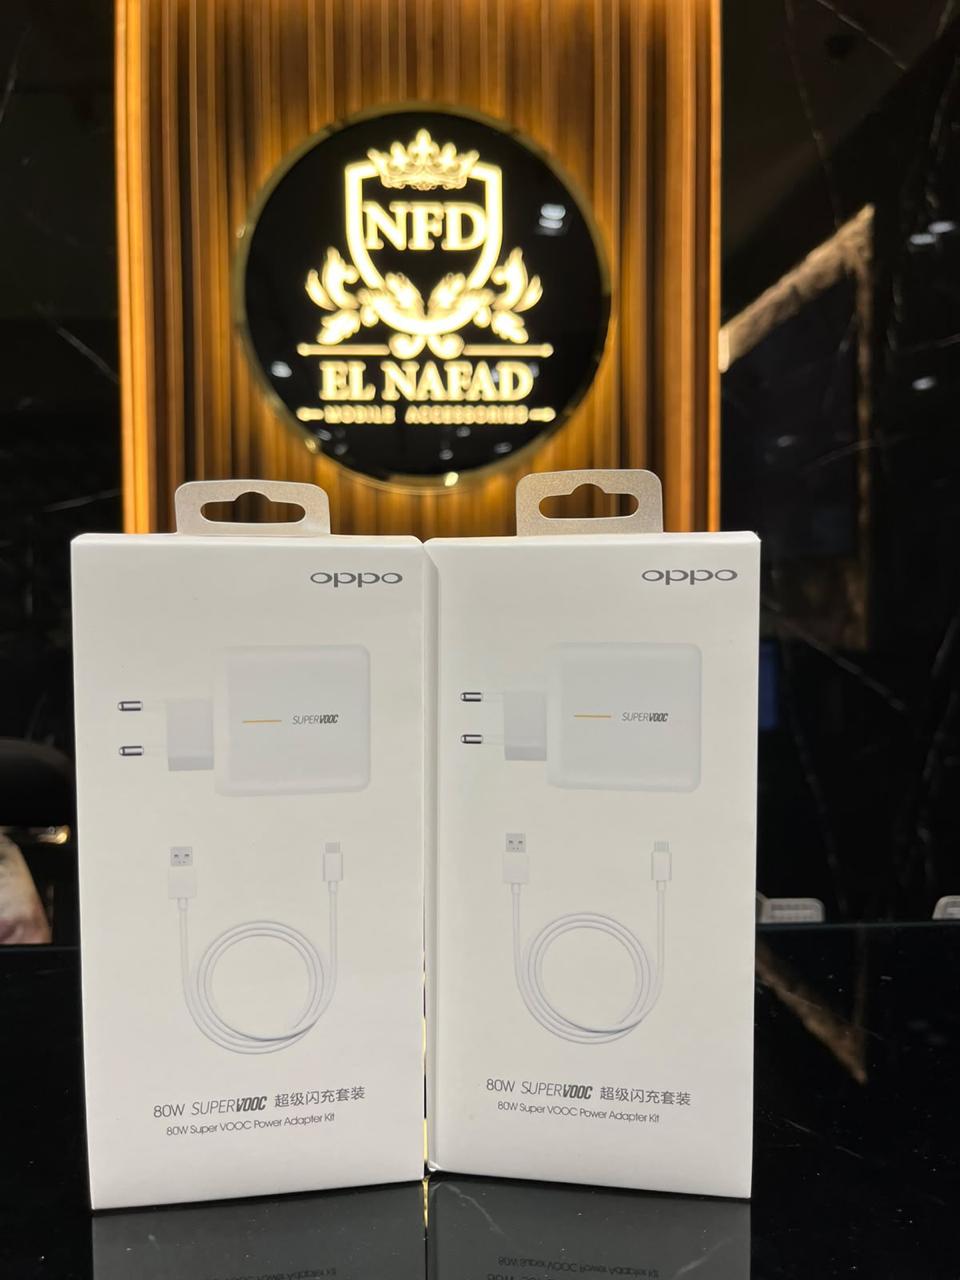 NFD
EL NAFAD
MOBILE ACCESSORIES
oppo
SUPERVOOC
80W SUPERVOOC 超级闪充套装
80W Super VOOC Power Adapter Kit
oppo
SUPERVOOC
80W SUPERVOOC 超级闪充套装
80W Super VOOC Power Adapter Kit